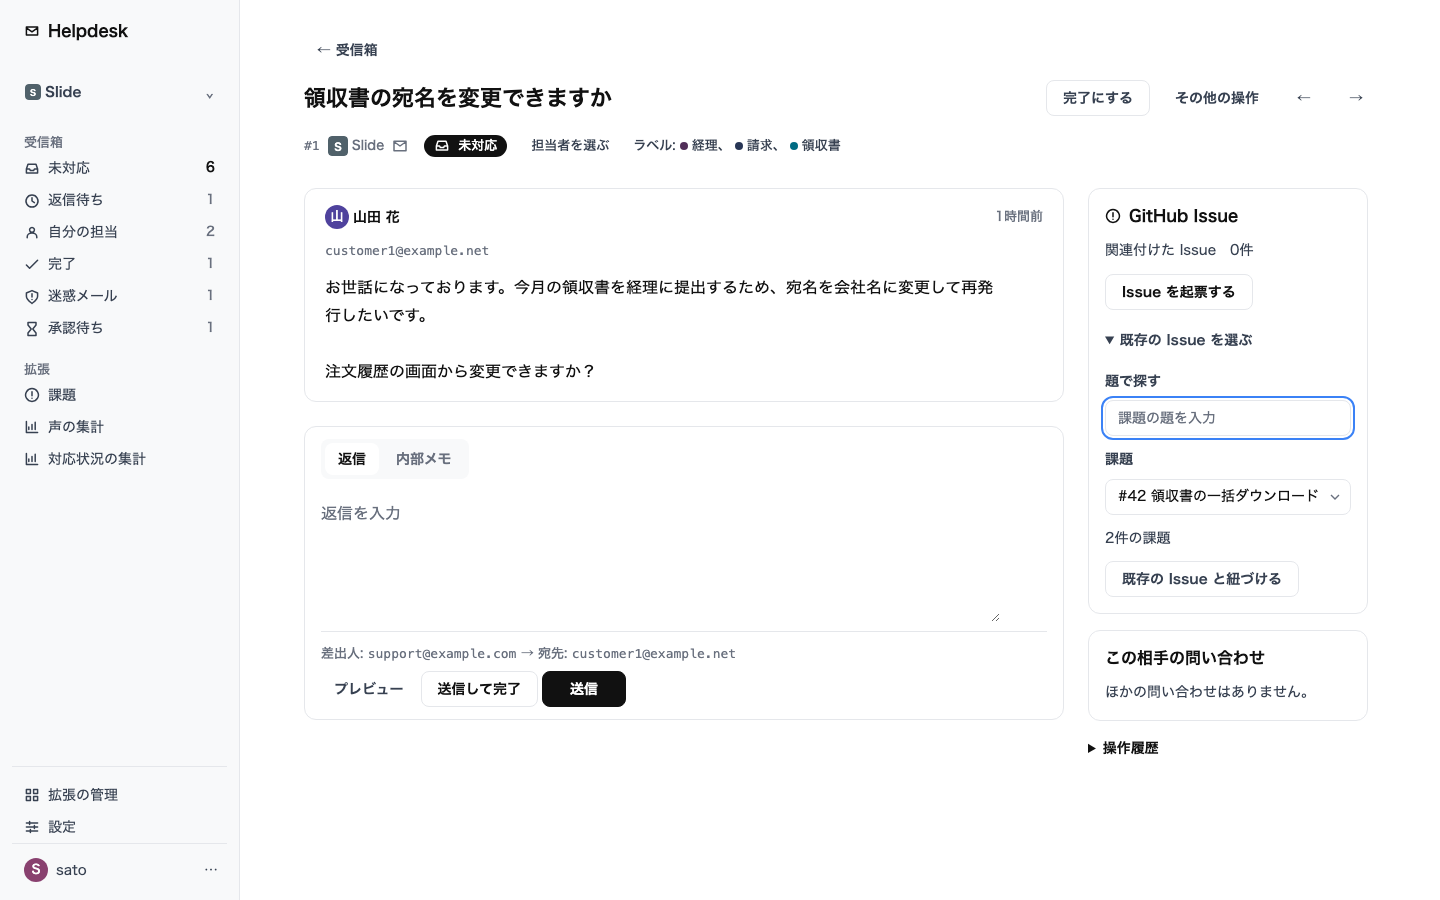 Helpdesk
S Slide
受信箱
未対応 6
返信待ち 1
自分の担当 2
完了 1
迷惑メール 1
承認待ち 1
拡張
課題
声の集計
対応状況の集計
拡張の管理
設定
S sato …
← 受信箱
領収書の宛名を変更できますか
完了にする その他の操作 ← →
#1 S Slide 未対応 担当者を選ぶ ラベル: 経理、 請求、 領収書
山 山田 花 1時間前
customer1@example.net
お世話になっております。今月の領収書を経理に提出するため、宛名を会社名に変更して再発
行したいです。
注文履歴の画面から変更できますか？
返信 内部メモ
返信を入力
差出人: support@example.com → 宛先: customer1@example.net
プレビュー 送信して完了 送信
GitHub Issue
関連付けた Issue 0件
Issue を起票する
▼ 既存の Issue を選ぶ
題で探す
課題の題を入力
課題
#42 領収書の一括ダウンロード
2件の課題
既存の Issue と紐づける
この相手の問い合わせ
ほかの問い合わせはありません。
▶ 操作履歴